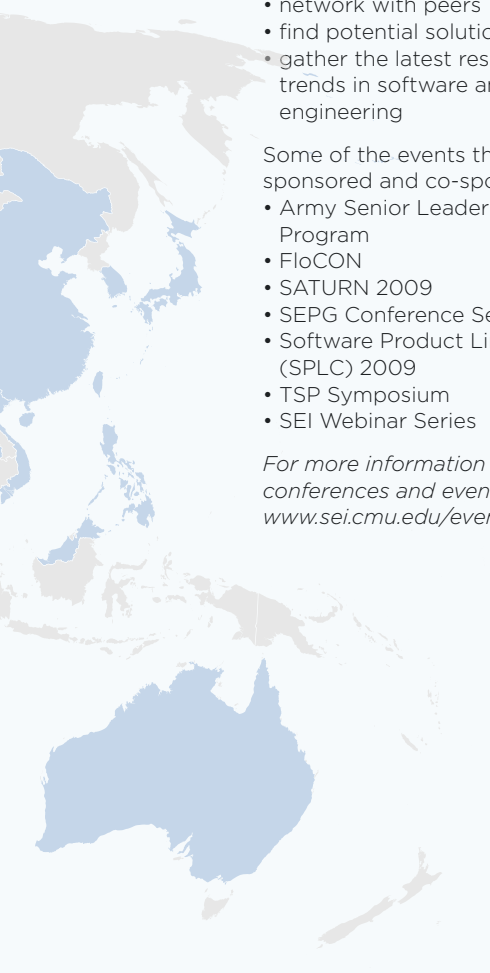 • network with peers
• find potential solutio
• gather the latest res
trends in software a
engineering
Some of the events th
sponsored and co-spo
• Army Senior Leader
Program
• FloCON
• SATURN 2009
• SEPG Conference Se
• Software Product Li
(SPLC) 2009
• TSP Symposium
• SEI Webinar Series
For more information
conferences and even
www.sei.cmu.edu/even